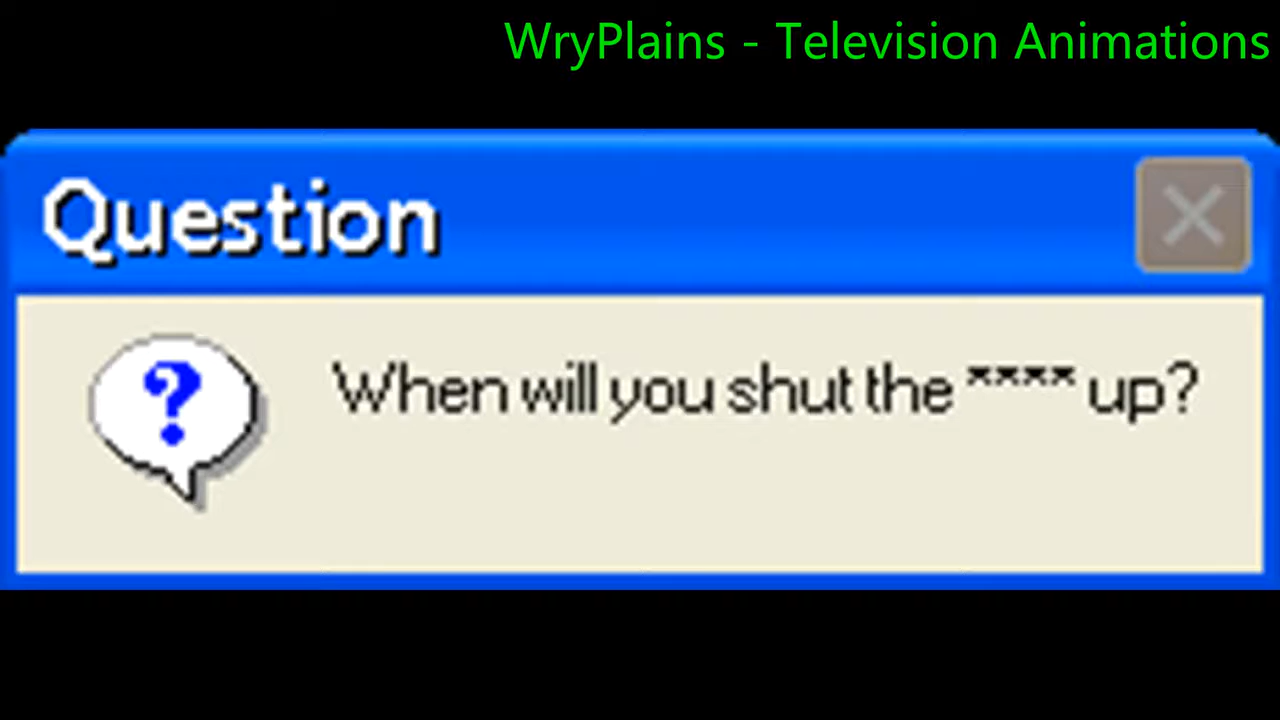 WryPlains - Television Animations
Question
When will you shut the **** up?